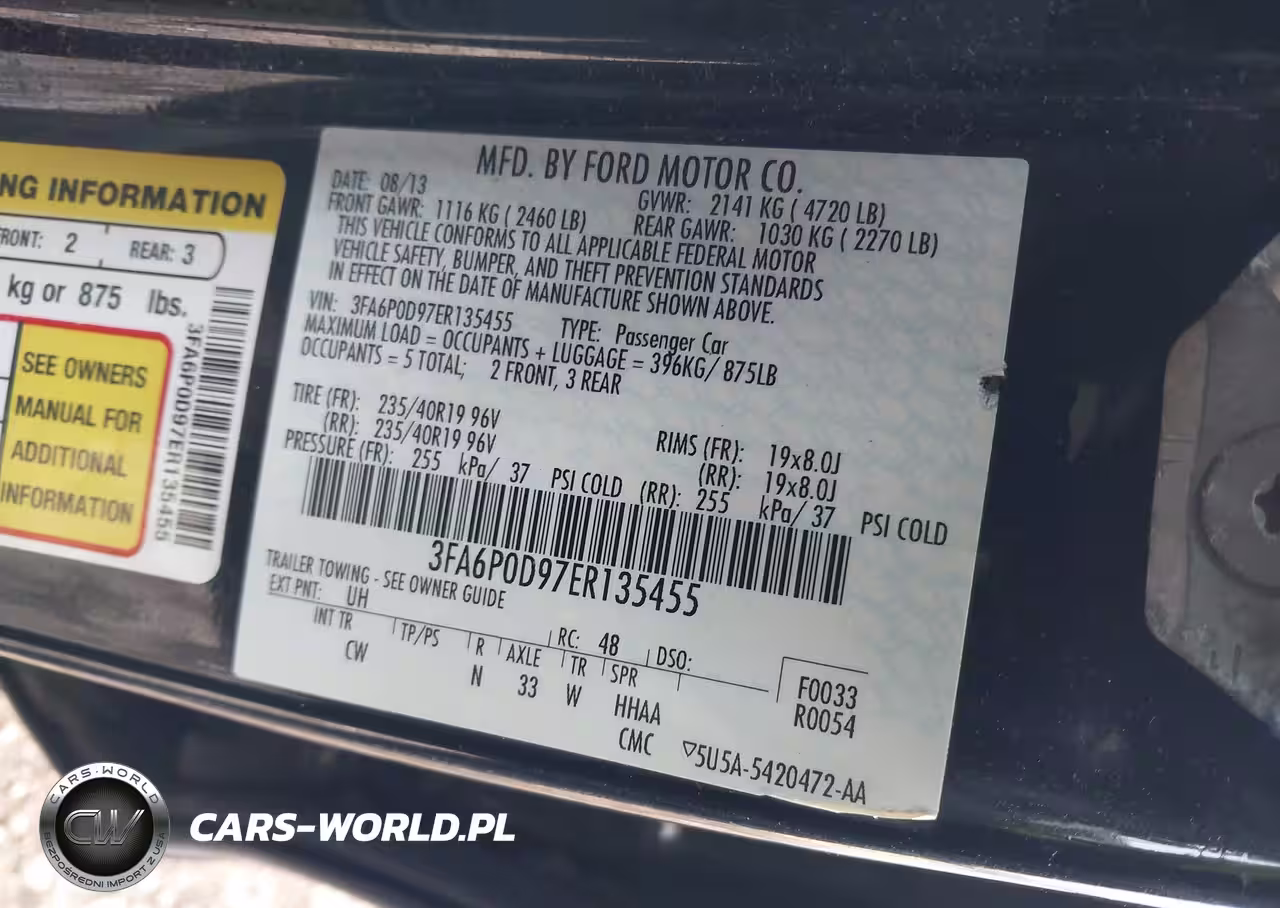 NG INFORMATION
FRONT: 2 REAR: 3
kg or 875 lbs.
SEE OWNERS
MANUAL FOR
ADDITIONAL
INFORMATION
3FA6P0D97ER135455
MFD. BY FORD MOTOR CO.
DATE: 08/13 GVWR: 2141 KG ( 4720 LB)
FRONT GAWR: 1116 KG ( 2460 LB) REAR GAWR: 1030 KG ( 2270 LB)
THIS VEHICLE CONFORMS TO ALL APPLICABLE FEDERAL MOTOR
VEHICLE SAFETY, BUMPER, AND THEFT PREVENTION STANDARDS
IN EFFECT ON THE DATE OF MANUFACTURE SHOWN ABOVE.
VIN: 3FA6P0D97ER135455 TYPE: Passenger Car
MAXIMUM LOAD = OCCUPANTS + LUGGAGE = 396KG/ 875LB
OCCUPANTS = 5 TOTAL; 2 FRONT, 3 REAR
TIRE (FR): 235/40R19 96V RIMS (FR): 19x8.0J
(RR): 235/40R19 96V (RR): 19x8.0J
PRESSURE (FR): 255 kPa/ 37 PSI COLD (RR): 255 kPa/ 37 PSI COLD
3FA6P0D97ER135455
TRAILER TOWING - SEE OWNER GUIDE
EXT PNT: UH RC: 48 DSO:
INT TR TP/PS R AXLE TR SPR F0033
CW N 33 W HHAA R0054
CMC ▽5U5A-5420472-AA
CARS-WORLD
CW
BEZPOŚREDNI IMPORT Z USA
CARS-WORLD.PL